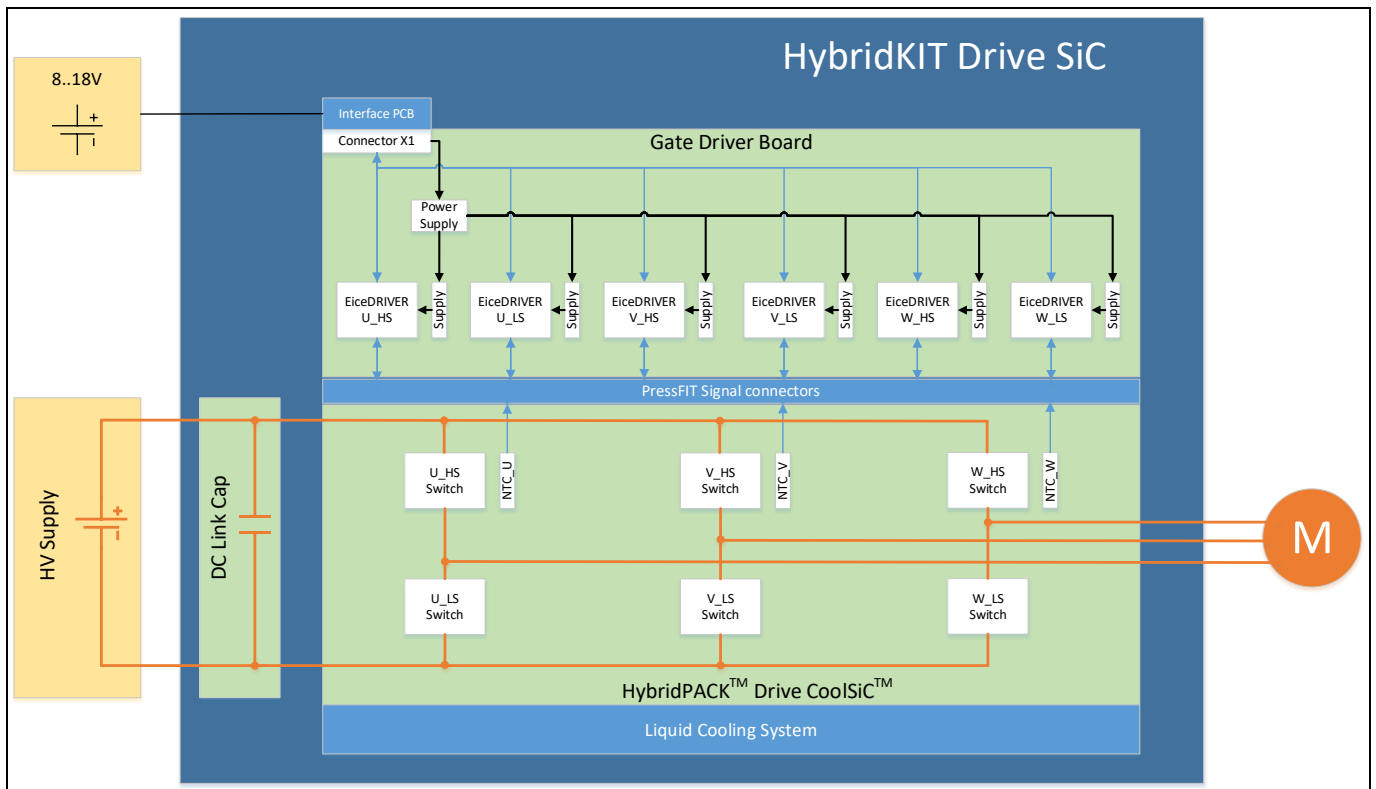 HybridKIT Drive SiC
8..18V
+
−
Interface PCB
Connector X1
Gate Driver Board
Power
Supply
EiceDRIVER
U_HS
Supply
EiceDRIVER
U_LS
Supply
EiceDRIVER
V_HS
Supply
EiceDRIVER
V_LS
Supply
EiceDRIVER
W_HS
Supply
EiceDRIVER
W_LS
Supply
PressFIT Signal connectors
HV Supply
+
−
DC Link Cap
U_HS
Switch
NTC_U
V_HS
Switch
NTC_V
W_HS
Switch
NTC_W
M
U_LS
Switch
V_LS
Switch
W_LS
Switch
HybridPACK™ Drive CoolSiC™
Liquid Cooling System